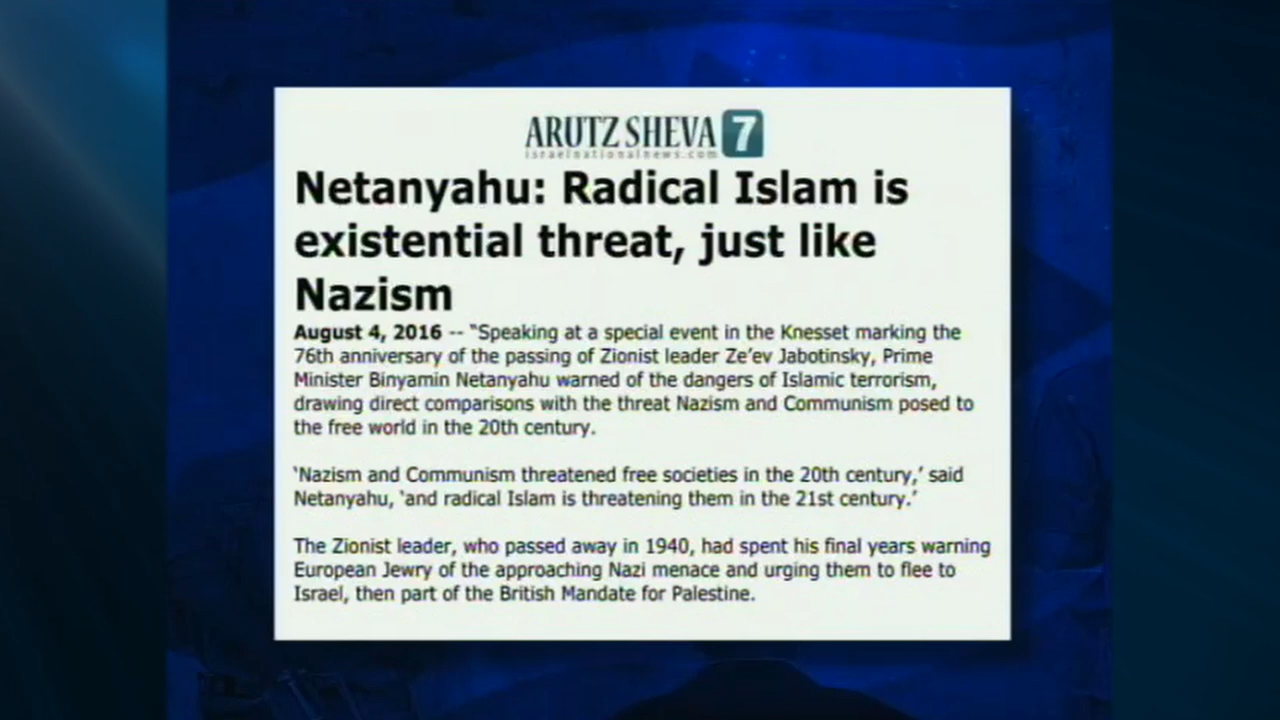 ARUTZ SHEVA 7
israelnationalnews.com
Netanyahu: Radical Islam is
existential threat, just like
Nazism
August 4, 2016 -- “Speaking at a special event in the Knesset marking the
76th anniversary of the passing of Zionist leader Ze’ev Jabotinsky, Prime
Minister Binyamin Netanyahu warned of the dangers of Islamic terrorism,
drawing direct comparisons with the threat Nazism and Communism posed to
the free world in the 20th century.
‘Nazism and Communism threatened free societies in the 20th century,’ said
Netanyahu, ‘and radical Islam is threatening them in the 21st century.’
The Zionist leader, who passed away in 1940, had spent his final years warning
European Jewry of the approaching Nazi menace and urging them to flee to
Israel, then part of the British Mandate for Palestine.